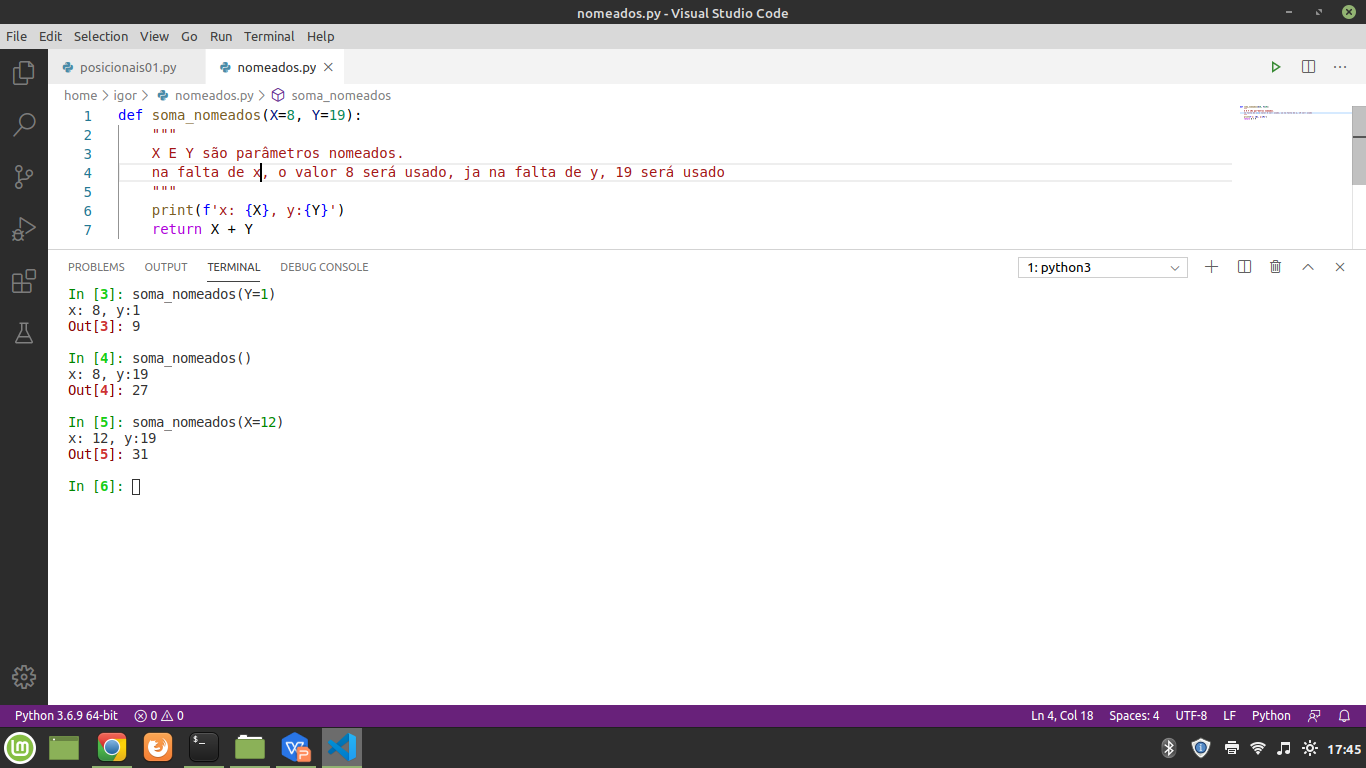 nomeados.py - Visual Studio Code
File Edit Selection View Go Run Terminal Help
posicionais01.py nomeados.py
home > igor > nomeados.py > soma_nomeados
1 def soma_nomeados(X=8, Y=19):
2 """
3 X E Y são parâmetros nomeados.
4 na falta de x, o valor 8 será usado, ja na falta de y, 19 será usado
5 """
6 print(f'x: {X}, y:{Y}')
7 return X + Y
PROBLEMS OUTPUT TERMINAL DEBUG CONSOLE 1: python3
In [3]: soma_nomeados(Y=1)
x: 8, y:1
Out[3]: 9
In [4]: soma_nomeados()
x: 8, y:19
Out[4]: 27
In [5]: soma_nomeados(X=12)
x: 12, y:19
Out[5]: 31
In [6]:
Python 3.6.9 64-bit 0 0 Ln 4, Col 18 Spaces: 4 UTF-8 LF Python
17:45